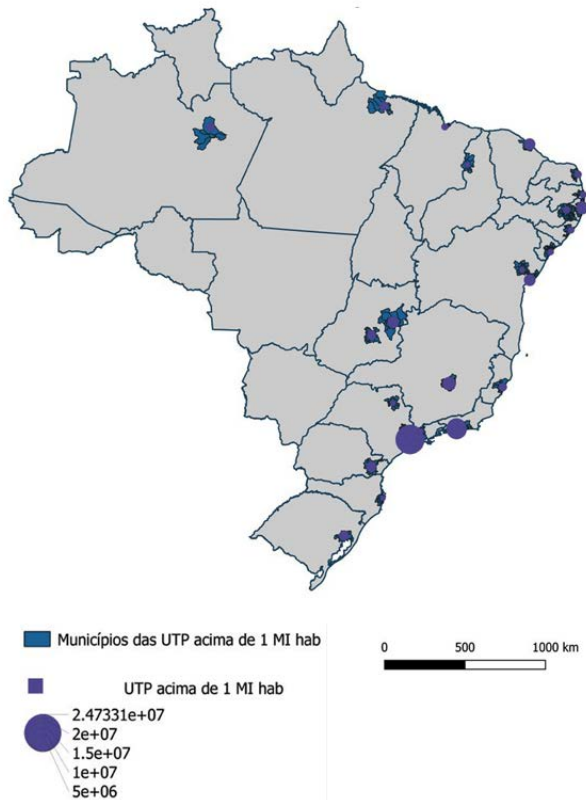 Municípios das UTP acima de 1 MI hab
UTP acima de 1 MI hab
2.47331e+07
2e+07
1.5e+07
1e+07
5e+06
0 500 1000 km